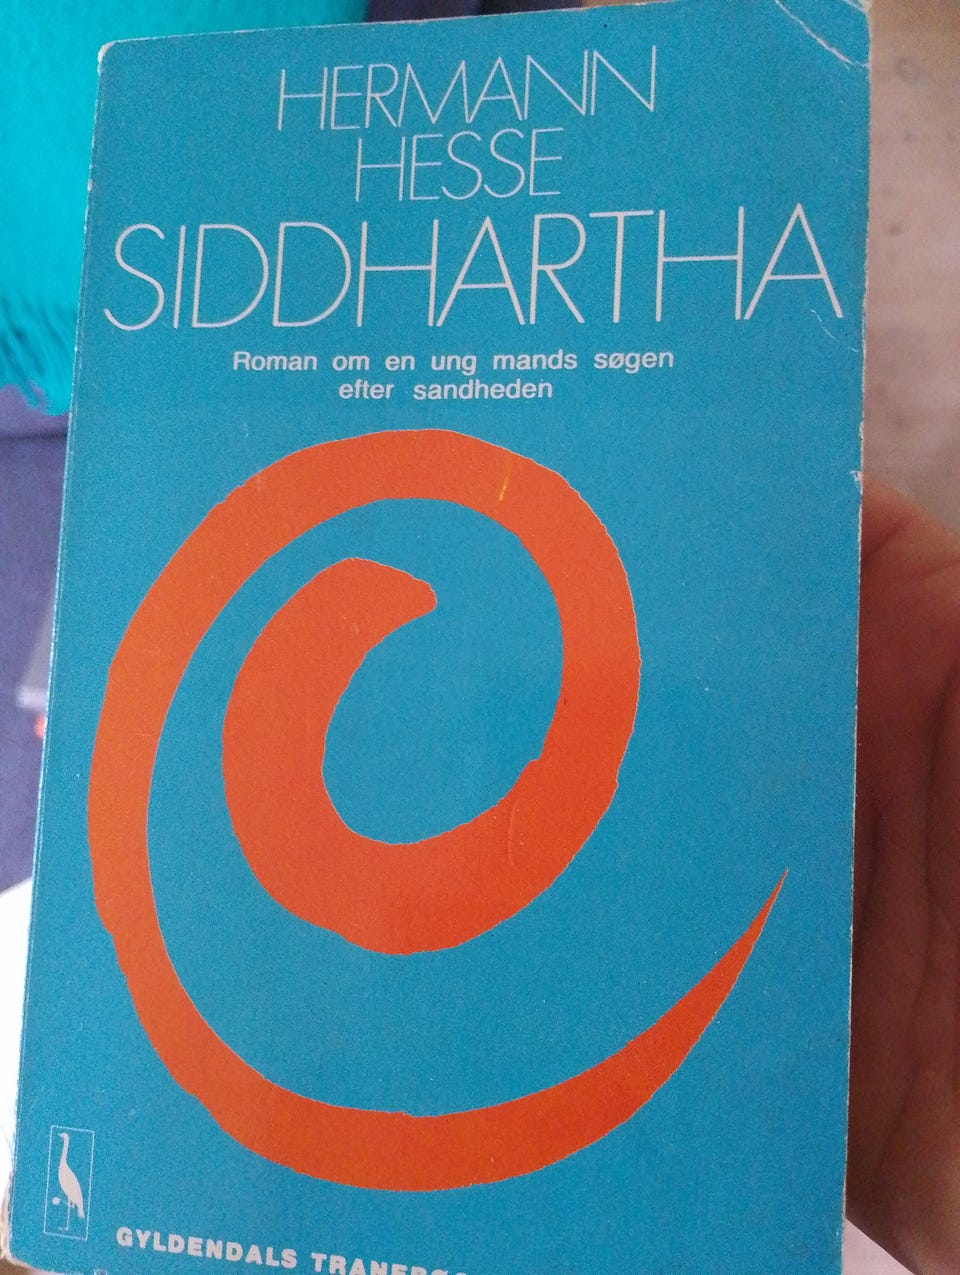 HERMANN
HESSE
SIDDHARTHA
Roman om en ung mands søgen
efter sandheden
GYLDENDALS